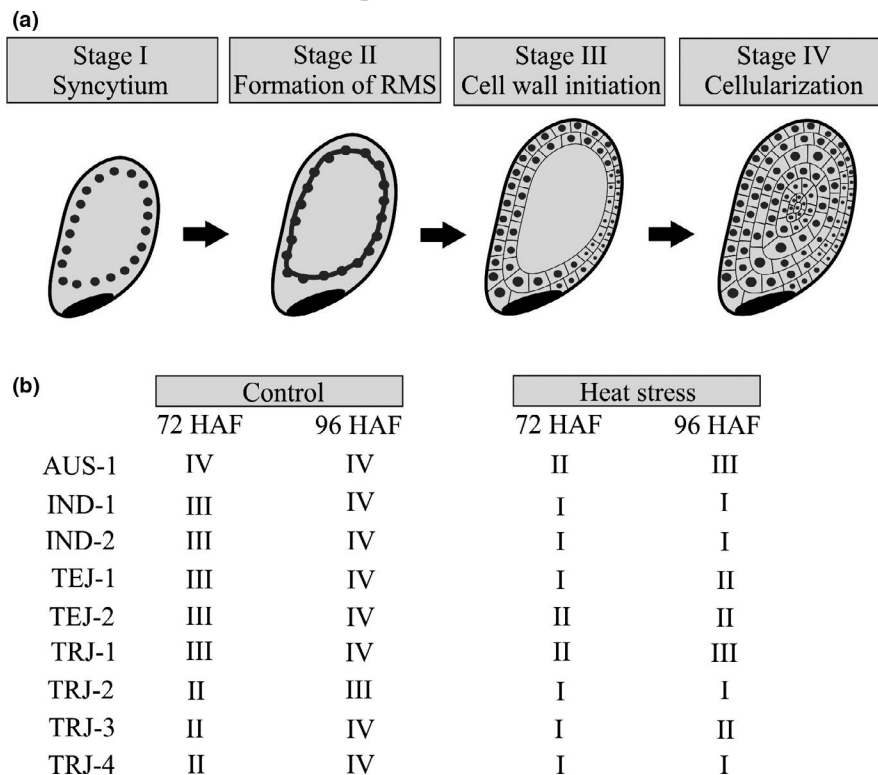 (a)
Stage I
Syncytium
Stage II
Formation of RMS
Stage III
Cell wall initiation
Stage IV
Cellularization
(b)
Control Heat stress
72 HAF 96 HAF 72 HAF 96 HAF
AUS-1 IV IV II III
IND-1 III IV I I
IND-2 III IV I I
TEJ-1 III IV I II
TEJ-2 III IV II II
TRJ-1 III IV II III
TRJ-2 II III I I
TRJ-3 II IV I II
TRJ-4 II IV I I